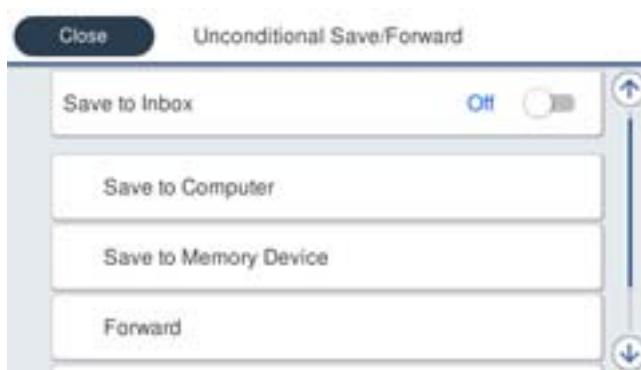 Close Unconditional Save/Forward
Save to Inbox Off
Save to Computer
Save to Memory Device
Forward